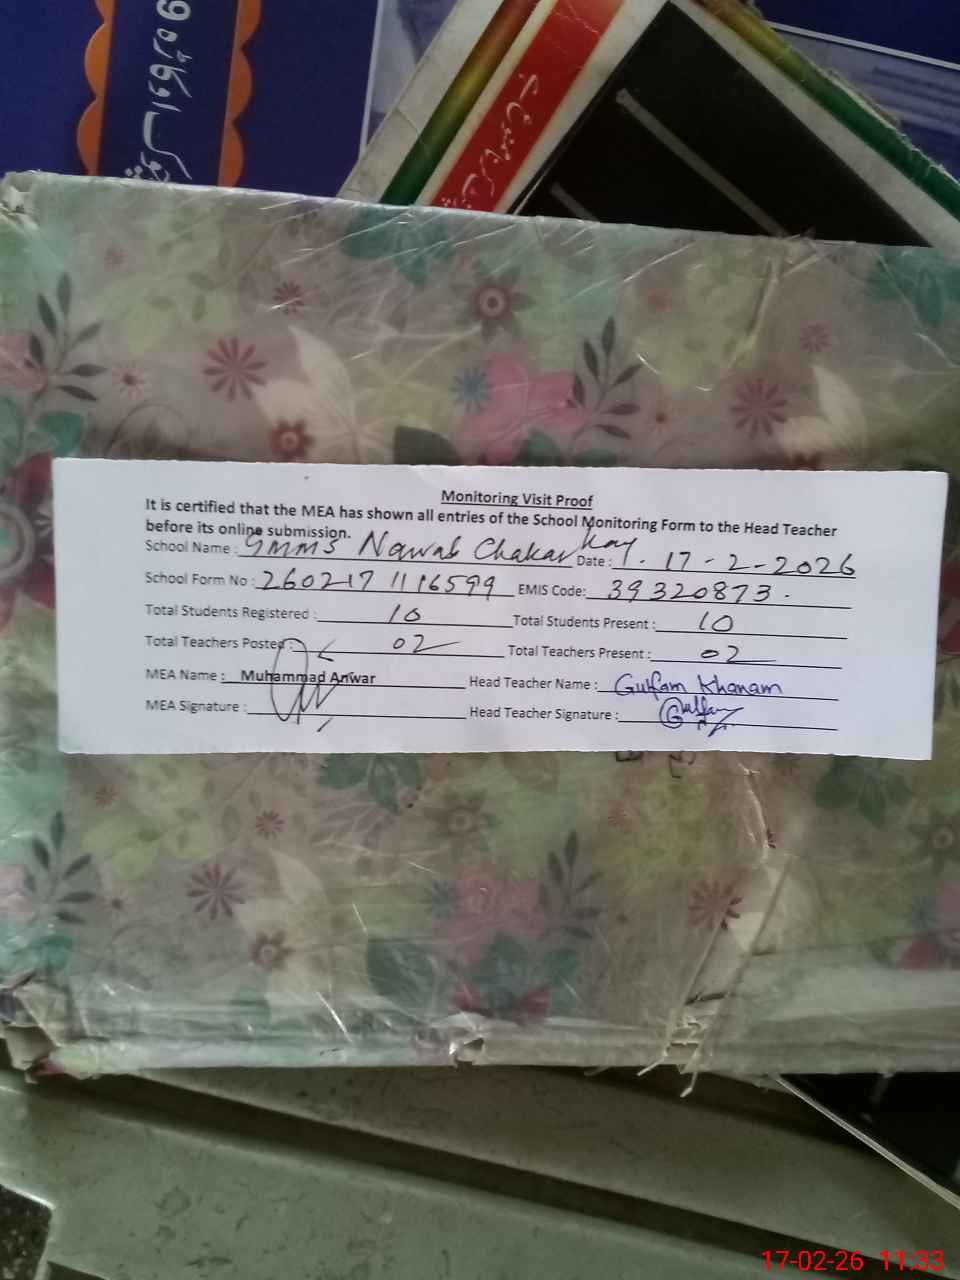 Monitoring Visit Proof
It is certified that the MEA has shown all entries of the School Monitoring Form to the Head Teacher
before its online submission.
School Name : GMMS Nawab Chakar Date : 17-2-2026
School Form No : 260217 1116599 EMIS Code: 39320873.
Total Students Registered : 10 Total Students Present : 10
Total Teachers Posted : 02 Total Teachers Present : 02
MEA Name : Muhammad Anwar Head Teacher Name : Gulfam Khanam
MEA Signature : Head Teacher Signature : Gulfam
17-02-26 11:33